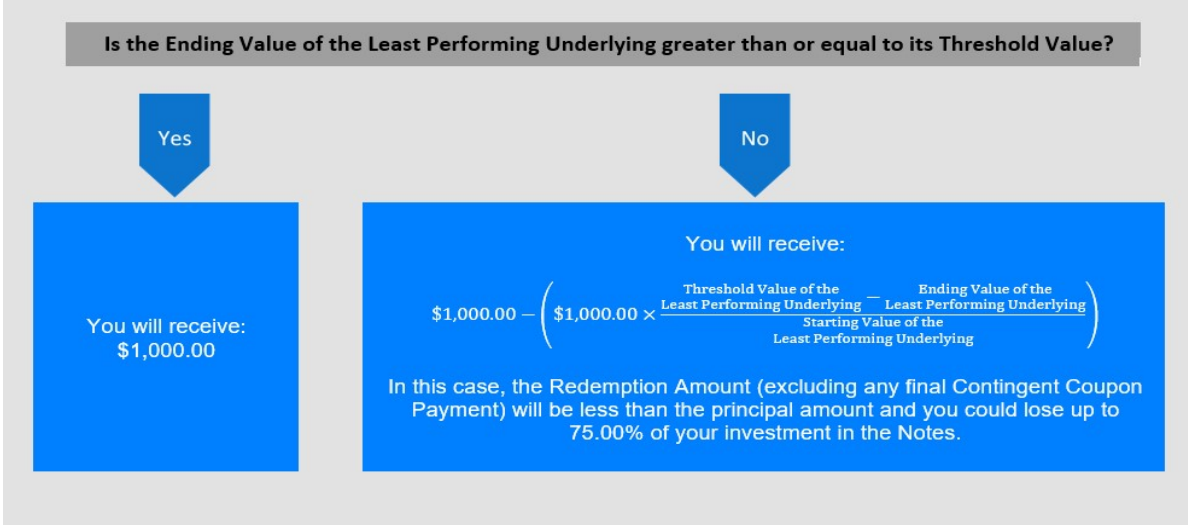 Is the Ending Value of the Least Performing Underlying greater than or equal to its Threshold Value?
Yes
No
You will receive:
$1,000.00
You will receive:
$1,000.00 − ($1,000.00 ×
Threshold Value of the
Least Performing Underlying
−
Ending Value of the
Least Performing Underlying
Starting Value of the
Least Performing Underlying
)
In this case, the Redemption Amount (excluding any final Contingent Coupon
Payment) will be less than the principal amount and you could lose up to
75.00% of your investment in the Notes.